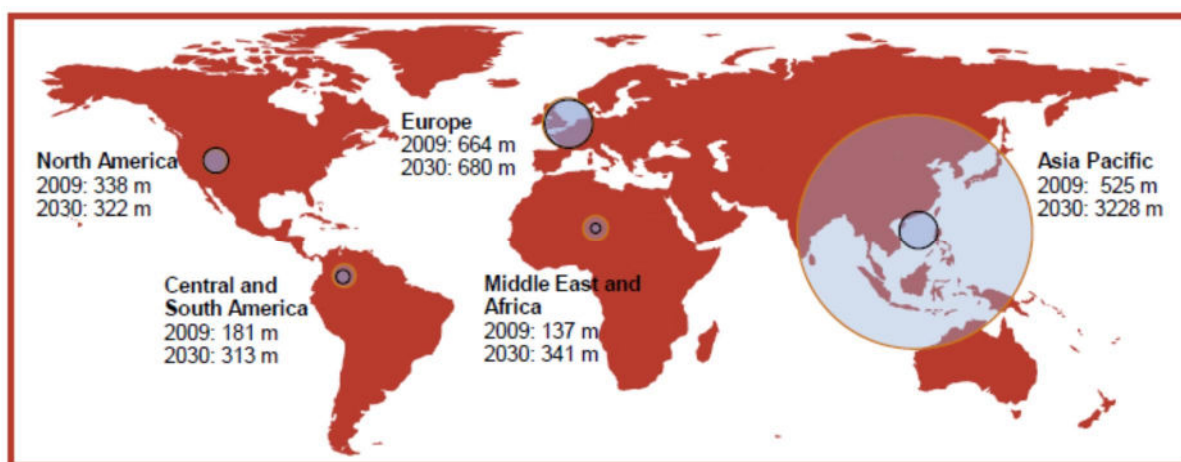 North America
2009: 338 m
2030: 322 m
Europe
2009: 664 m
2030: 680 m
Asia Pacific
2009: 525 m
2030: 3228 m
Central and
South America
2009: 181 m
2030: 313 m
Middle East and
Africa
2009: 137 m
2030: 341 m